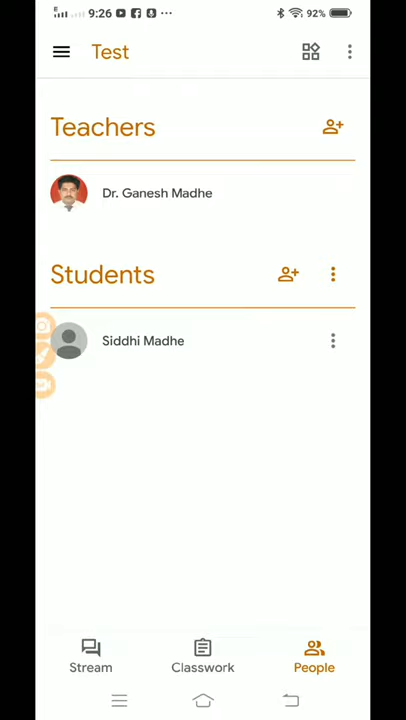 9:26 92%
Test
Teachers
Dr. Ganesh Madhe
Students
Siddhi Madhe
Stream Classwork People